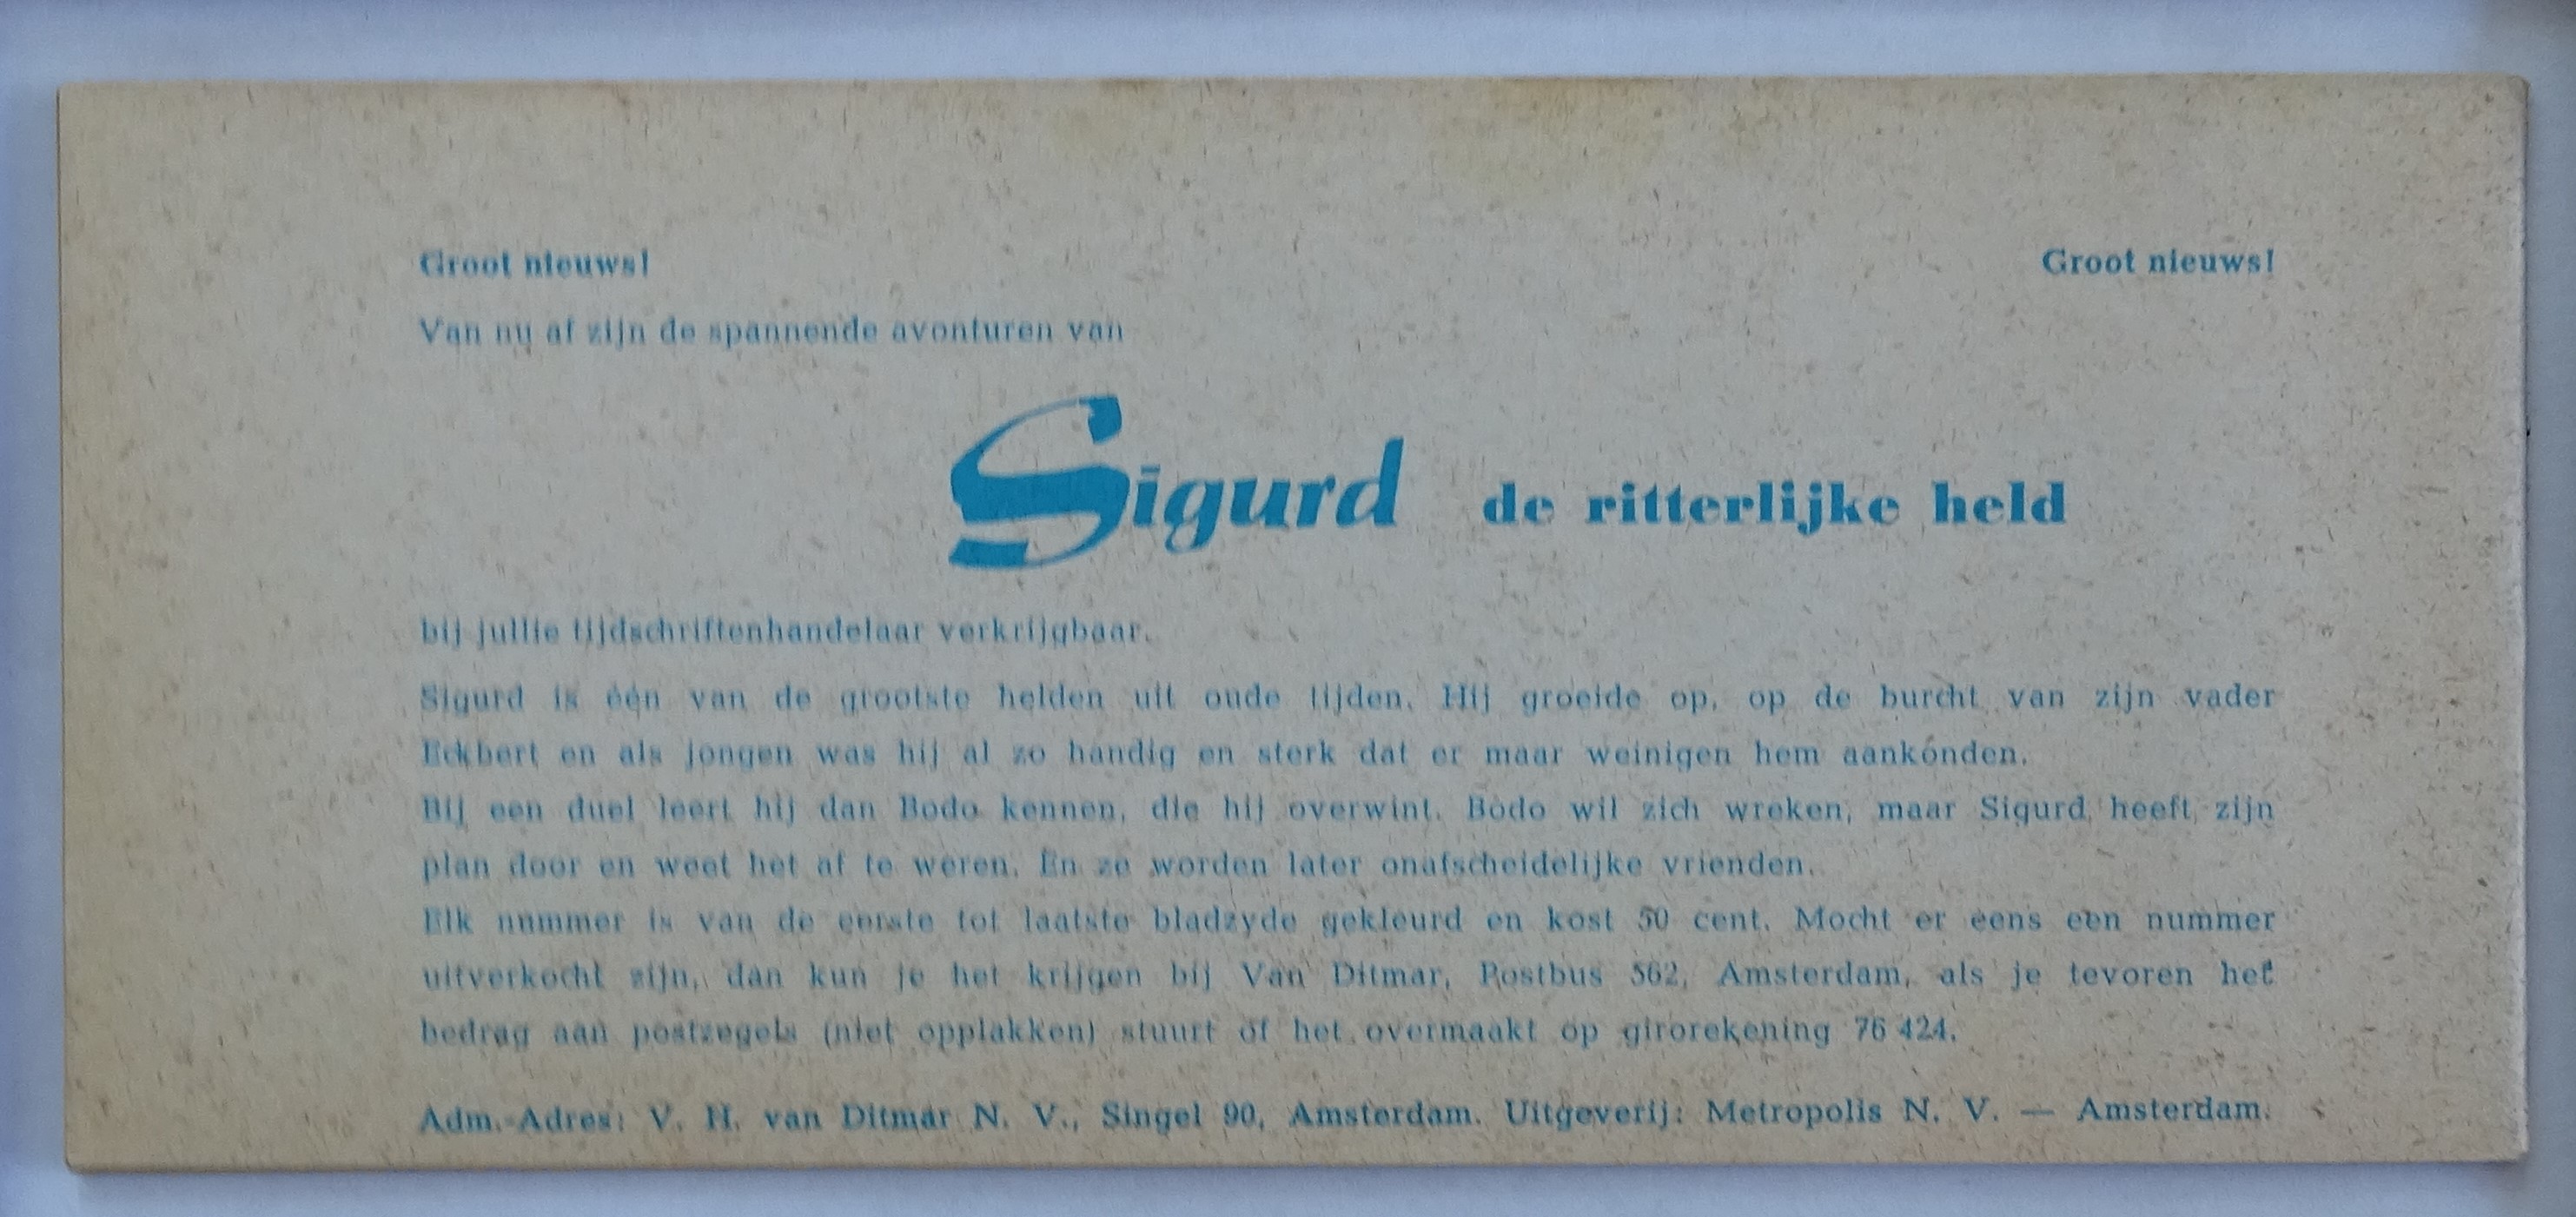 Groot nieuws! Groot nieuws!
Van nu af zijn de spannende avonturen van
Sigurd de ritterlijke held
bij jullie tijdschriftenhandelaar verkrijgbaar.
Sigurd is één van de grootste helden uit oude tijden. Hij groeide op, op de burcht van zijn vader
Eckbert en als jongen was hij al zo handig en sterk dat er maar weinigen hem aankónden.
Bij een duel leert hij dan Bodo kennen, die hij overwint. Bodo wil zich wreken, maar Sigurd heeft zijn
plan door en weet het af te weren. En ze worden later onafscheidelijke vrienden.
Elk nummer is van de eerste tot laatste bladzyde gekleurd en kost 50 cent. Mocht er eens een nummer
uitverkocht zijn, dan kun je het krijgen bij Van Ditmar, Postbus 562, Amsterdam, als je tevoren het
bedrag aan postzegels (niet opplakken) stuurt of het overmaakt op girorekening 76 424.
Adm.-Adres: V. H. van Ditmar N. V., Singel 90, Amsterdam. Uitgeverij: Metropolis N. V. — Amsterdam.